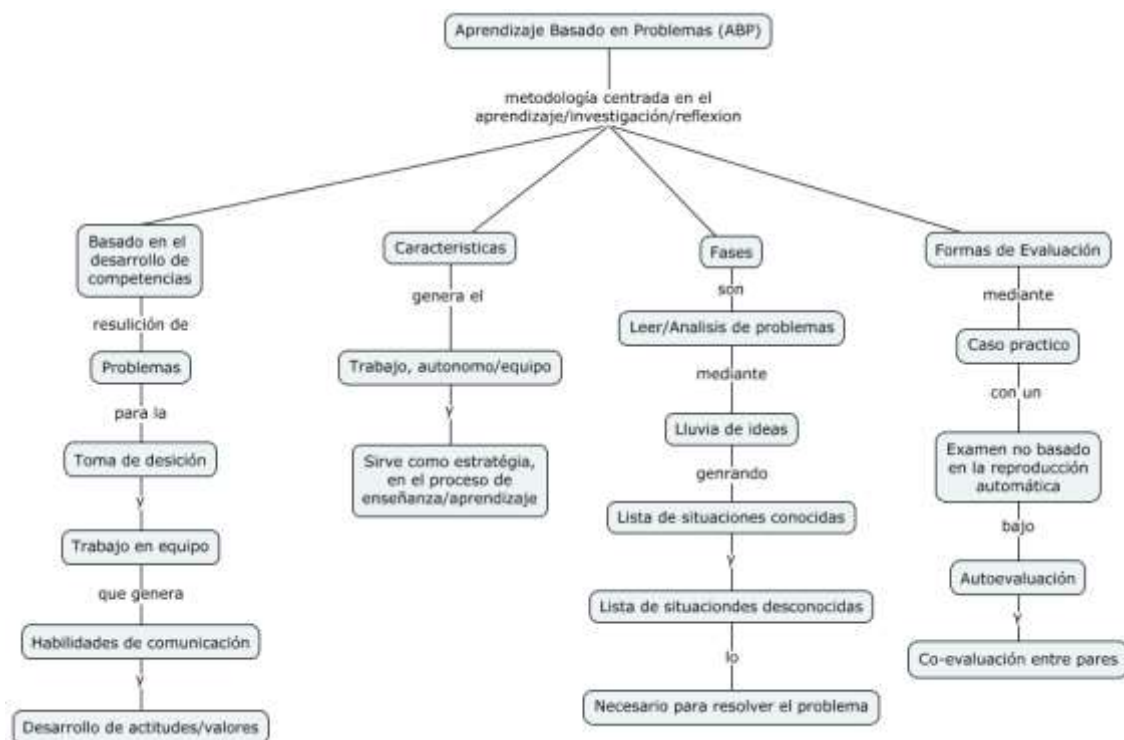 Aprendizaje Basado en Problemas (ABP)
metodología centrada en el
aprendizaje/investigación/reflexion
Basado en el
desarrollo de
competencias
resulición de
Problemas
para la
Toma de desición
y
Trabajo en equipo
que genera
Habilidades de comunicación
y
Desarrollo de actitudes/valores
Caracteristicas
genera el
Trabajo, autonomo/equipo
y
Sirve como estratégia,
en el proceso de
enseñanza/aprendizaje
Fases
son
Leer/Analisis de problemas
mediante
Lluvia de ideas
genrando
Lista de situaciones conocidas
y
Lista de situaciondes desconocidas
lo
Necesario para resolver el problema
Formas de Evaluación
mediante
Caso practico
con un
Examen no basado
en la reproducción
automática
bajo
Autoevaluación
y
Co-evaluación entre pares